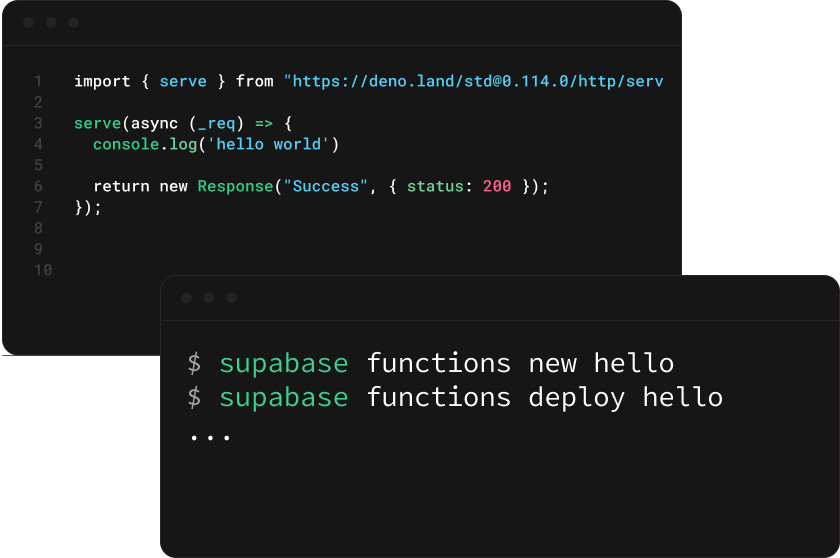 1 import { serve } from "https://deno.land/std@0.114.0/http/serv
2
3 serve(async (_req) => {
4 console.log('hello world')
5
6 return new Response("Success", { status: 200 });
7 });
8
9
10
$ supabase functions new hello
$ supabase functions deploy hello
...